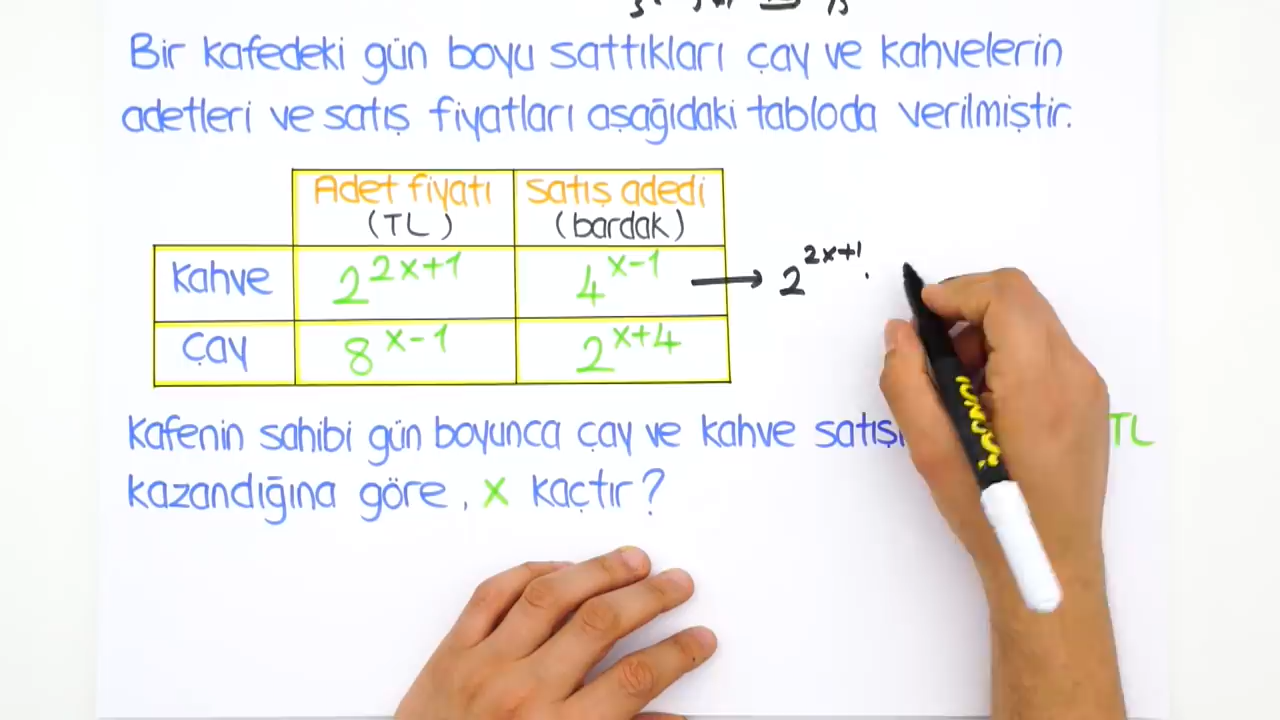 Bir kafedeki gün boyu sattıkları çay ve kahvelerin
adetleri ve satış fiyatları aşağıdaki tabloda verilmiştir.
Adet fiyatı (TL) satış adedi (bardak)
Kahve 2^{2x+1} 4^{x-1} → 2^{2x+1} ·
Çay 8^{x-1} 2^{x+4}
Kafenin sahibi gün boyunca çay ve kahve TL
kazandığına göre, x kaçtır?